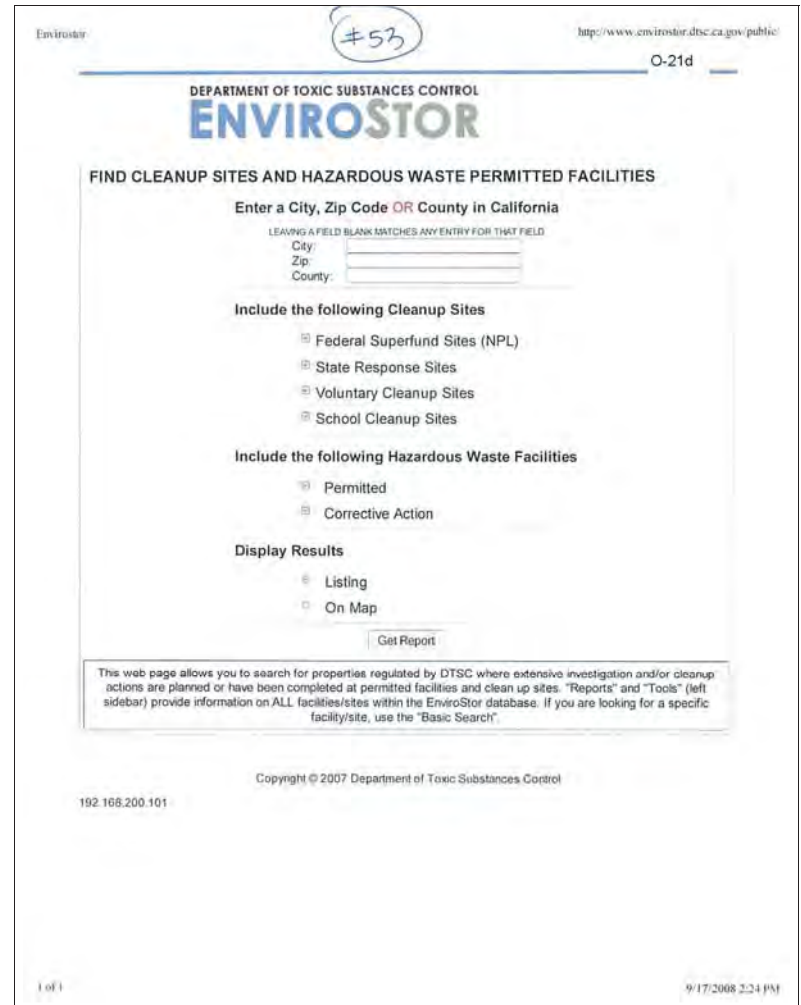 Envirostor
#53
http://www.envirostor.dtsc.ca.gov/public/
O-21d
DEPARTMENT OF TOXIC SUBSTANCES CONTROL
ENVIROSTOR
FIND CLEANUP SITES AND HAZARDOUS WASTE PERMITTED FACILITIES
Enter a City, Zip Code OR County in California
LEAVING A FIELD BLANK MATCHES ANY ENTRY FOR THAT FIELD
City:
Zip:
County:
Include the following Cleanup Sites
Federal Superfund Sites (NPL)
State Response Sites
Voluntary Cleanup Sites
School Cleanup Sites
Include the following Hazardous Waste Facilities
Permitted
Corrective Action
Display Results
Listing
On Map
Get Report
This web page allows you to search for properties regulated by DTSC where extensive investigation and/or cleanup
actions are planned or have been completed at permitted facilities and clean up sites. "Reports" and "Tools" (left
sidebar) provide information on ALL facilities/sites within the EnviroStor database. If you are looking for a specific
facility/site, use the "Basic Search".
Copyright © 2007 Department of Toxic Substances Control
192.168.200.101
1 of 1
9/17/2008 2:24 PM